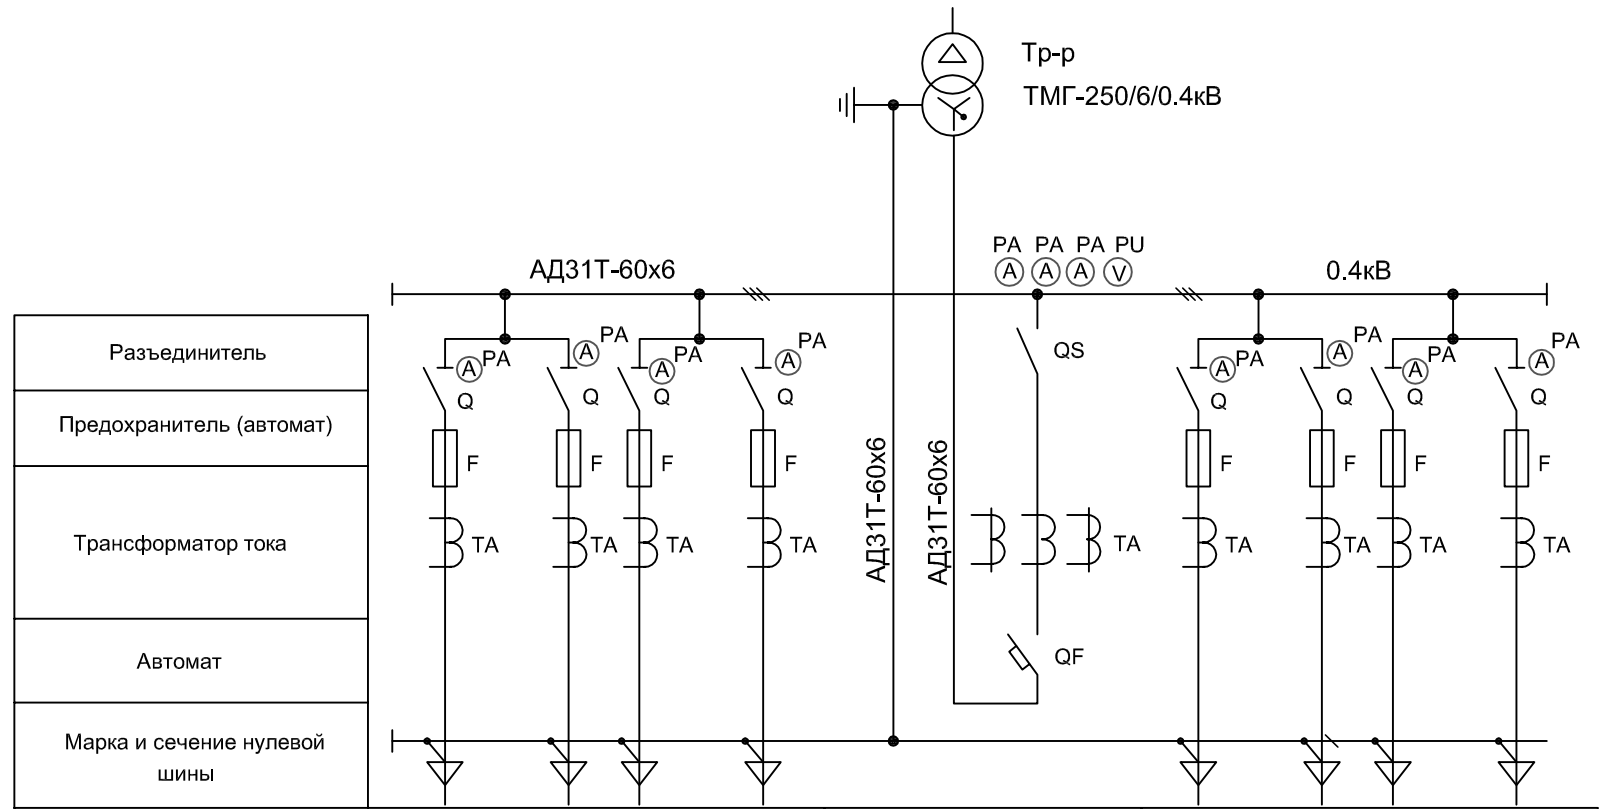 Тр-р
ТМГ-250/6/0.4кВ
PA PA PA PU
A A A V
АД31Т-60х6
0.4кВ
Разъединитель
Предохранитель (автомат)
Трансформатор тока
Автомат
Марка и сечение нулевой
шины
A PA A PA A PA A PA
Q Q Q Q
F F F F
TA TA TA TA
АД31Т-60х6
АД31Т-60х6
QS
TA
QF
A PA A PA A PA A PA
Q Q Q Q
F F F F
TA TA TA TA